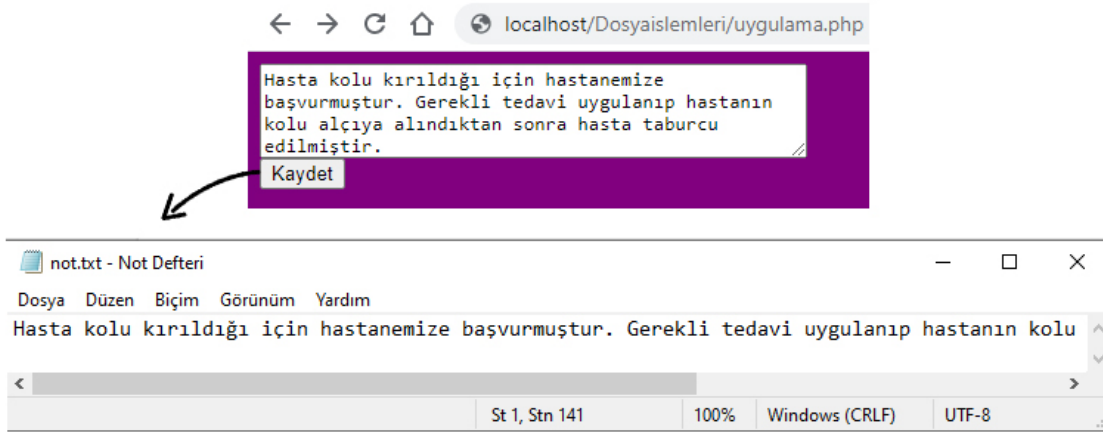 localhost/Dosyaislemleri/uygulama.php
Hasta kolu kırıldığı için hastanemize
başvurmuştur. Gerekli tedavi uygulanıp hastanın
kolu alçıya alındıktan sonra hasta taburcu
edilmiştir.
Kaydet
not.txt - Not Defteri
Dosya Düzen Biçim Görünüm Yardım
Hasta kolu kırıldığı için hastanemize başvurmuştur. Gerekli tedavi uygulanıp hastanın kolu
St 1, Stn 141 100% Windows (CRLF) UTF-8